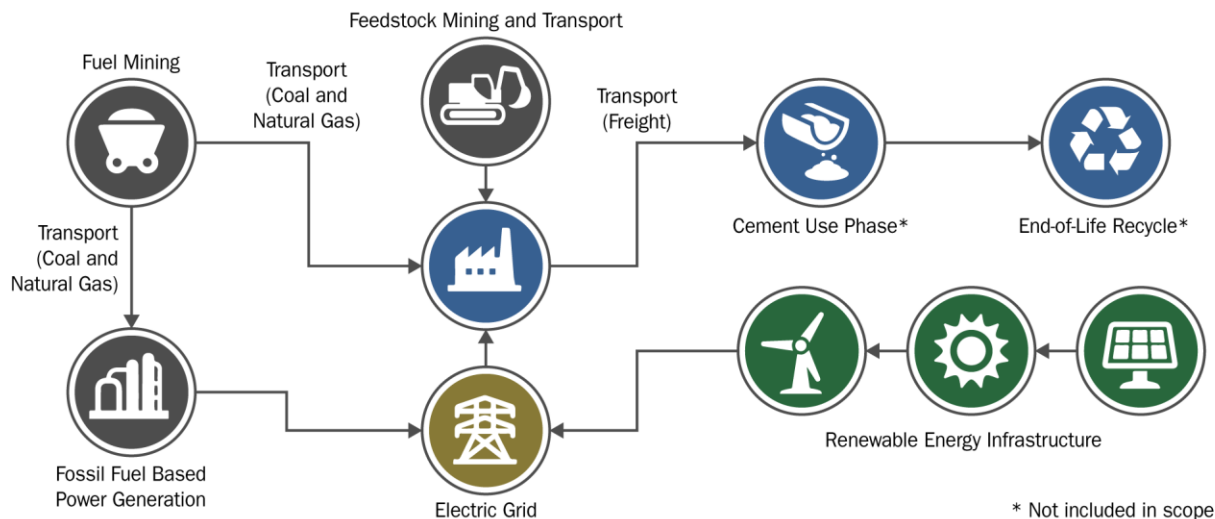 Feedstock Mining and Transport
Fuel Mining
Transport
(Coal and
Natural Gas)
Transport
(Freight)
Cement Use Phase*
End-of-Life Recycle*
Transport
(Coal and
Natural Gas)
Fossil Fuel Based
Power Generation
Electric Grid
Renewable Energy Infrastructure
* Not included in scope